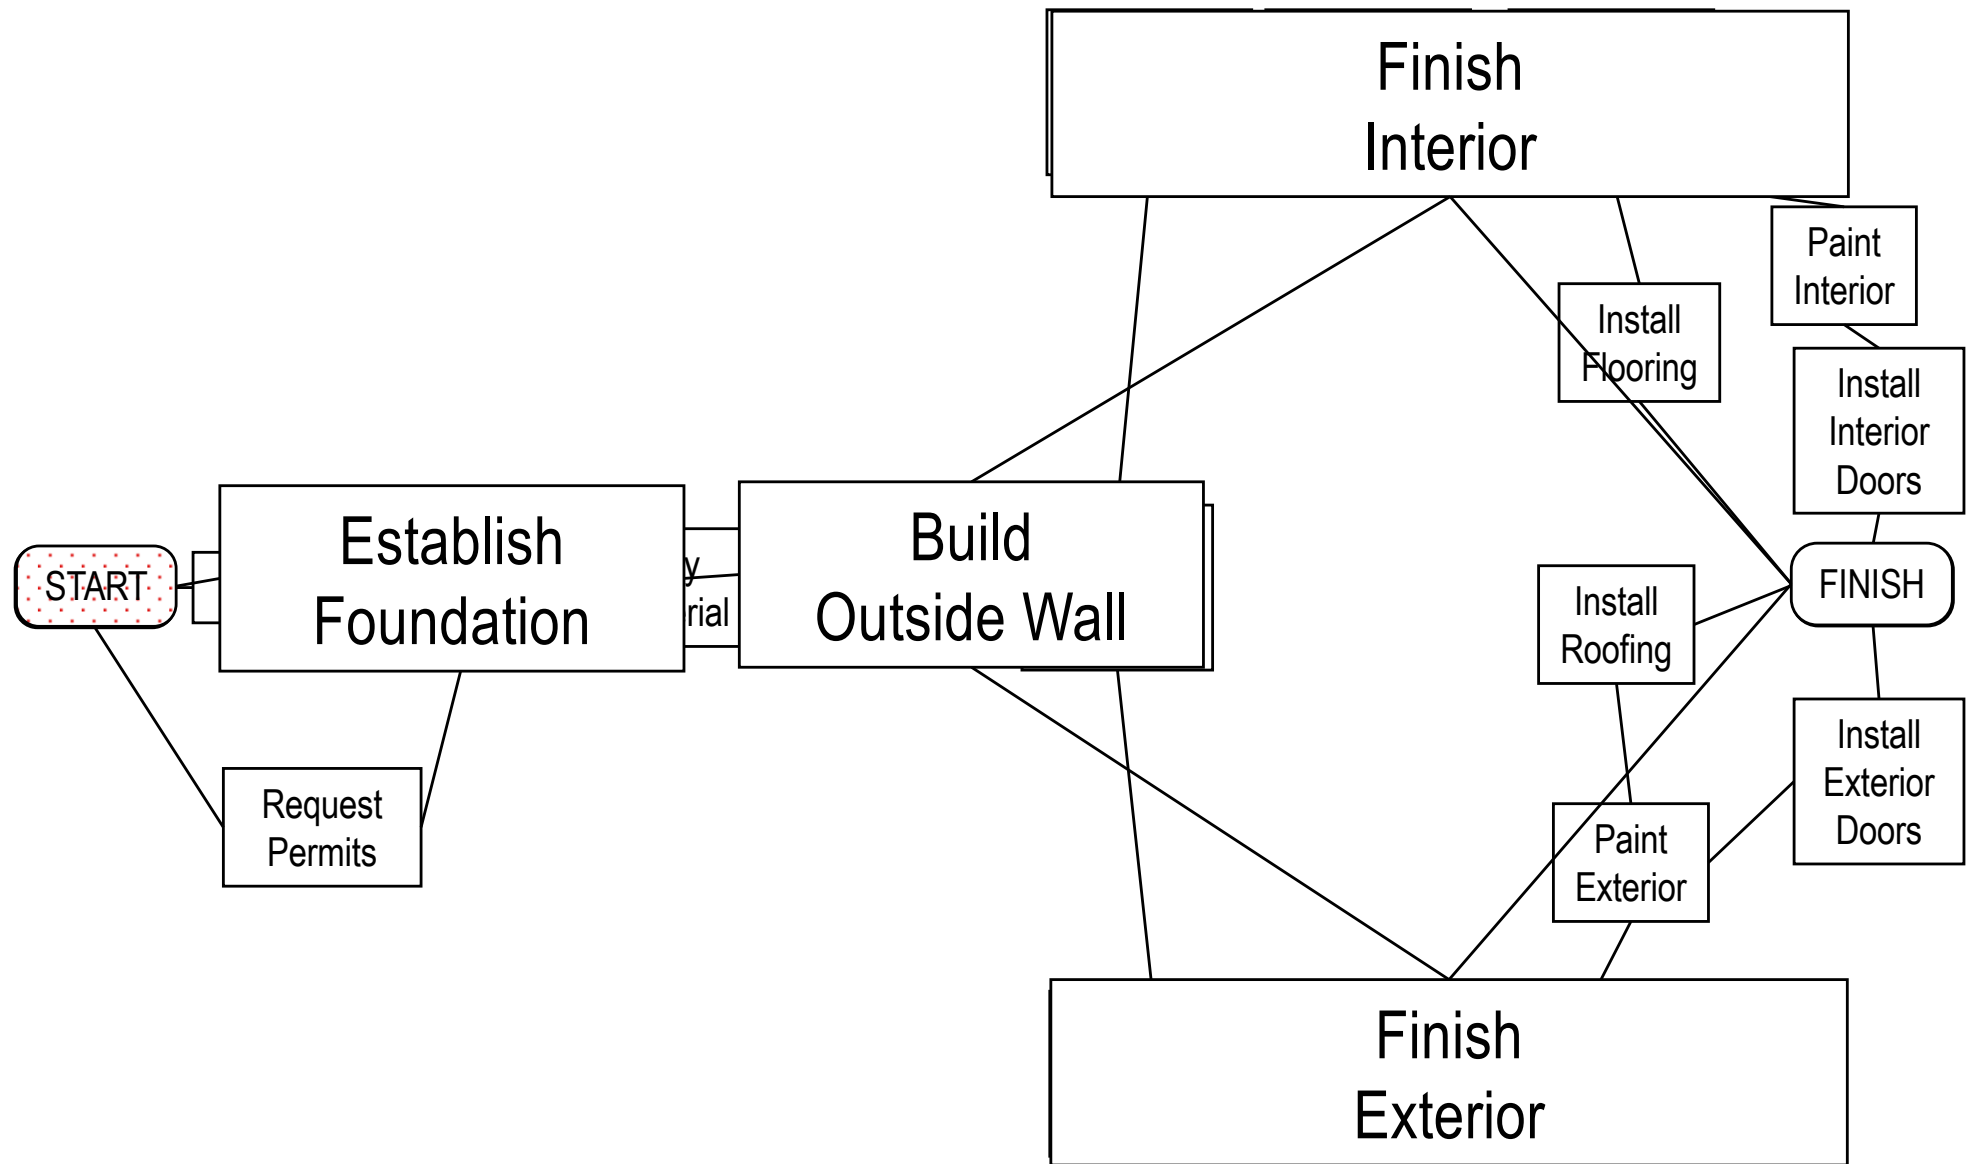 Finish
Interior
Paint
Interior
Install
Flooring
Install
Interior
Doors
Establish
Foundation
Build
Outside Wall
START
FINISH
Install
Roofing
Request
Permits
Install
Exterior
Doors
Paint
Exterior
Finish
Exterior